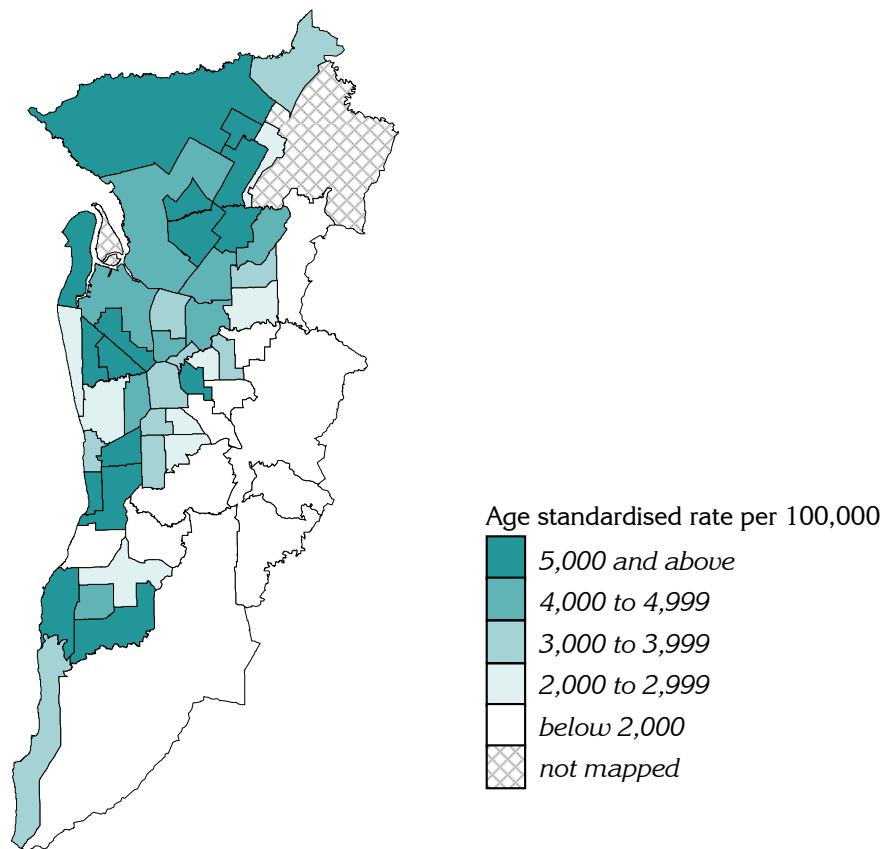 Age standardised rate per 100,000
5,000 and above
4,000 to 4,999
3,000 to 3,999
2,000 to 2,999
below 2,000
not mapped